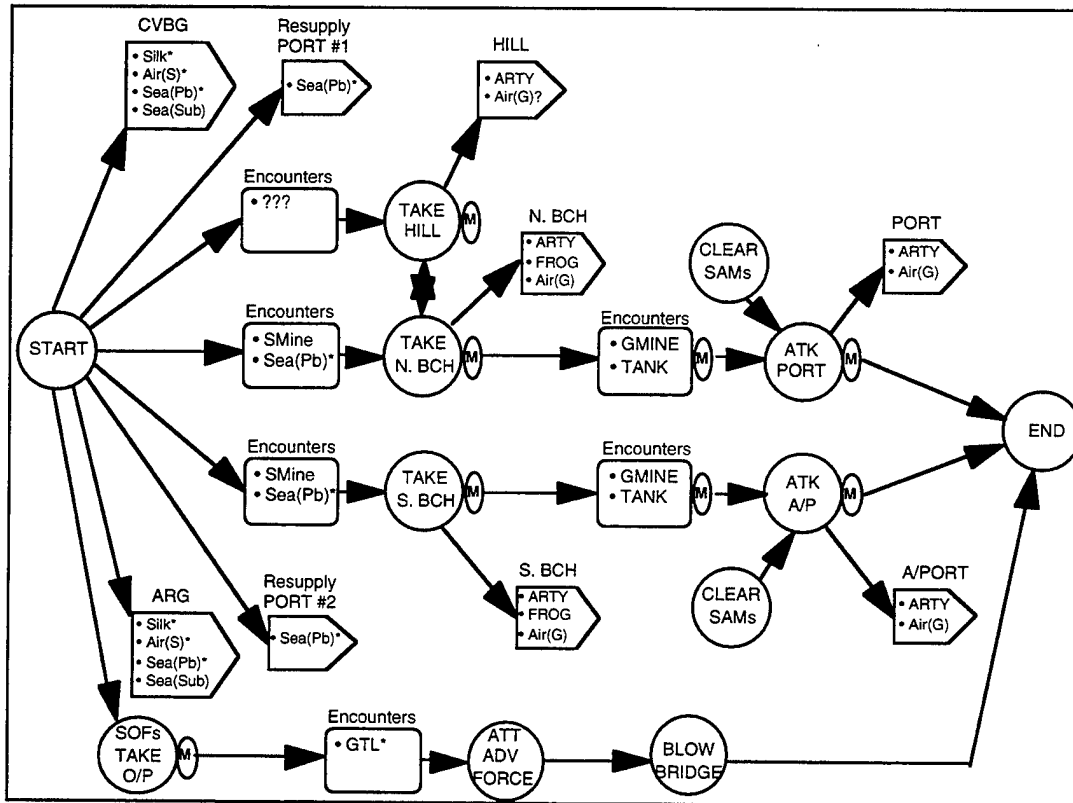 CVBG
• Silk*
• Air(S)*
• Sea(Pb)*
• Sea(Sub)
Resupply
PORT #1
• Sea(Pb)*
HILL
• ARTY
• Air(G)?
Encounters
• ???
TAKE
HILL
M
N. BCH
• ARTY
• FROG
• Air(G)
CLEAR
SAMs
PORT
• ARTY
• Air(G)
START
Encounters
• SMine
• Sea(Pb)*
TAKE
N. BCH
M
Encounters
• GMINE
• TANK
M
ATK
PORT
M
END
Encounters
• SMine
• Sea(Pb)*
TAKE
S. BCH
M
Encounters
• GMINE
• TANK
M
ATK
A/P
M
S. BCH
• ARTY
• FROG
• Air(G)
CLEAR
SAMs
A/PORT
• ARTY
• Air(G)
ARG
• Silk*
• Air(S)*
• Sea(Pb)*
• Sea(Sub)
Resupply
PORT #2
• Sea(Pb)*
SOFs
TAKE
O/P
M
Encounters
• GTL*
ATT
ADV
FORCE
BLOW
BRIDGE